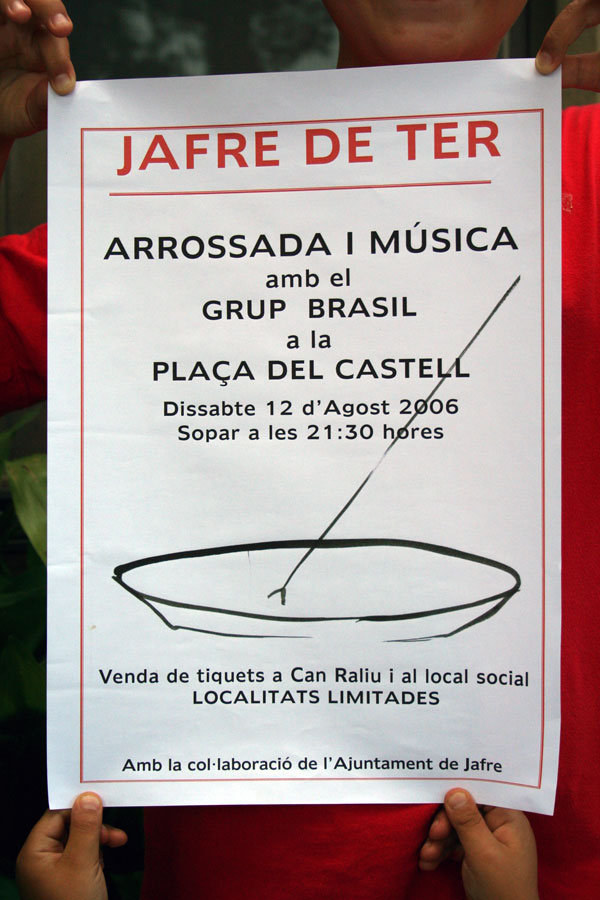 JAFRE DE TER
ARROSSADA I MÚSICA
amb el
GRUP BRASIL
a la
PLAÇA DEL CASTELL
Dissabte 12 d'Agost 2006
Sopar a les 21:30 hores
Venda de tiquets a Can Raliu i al local social
LOCALITATS LIMITADES
Amb la col·laboració de l'Ajuntament de Jafre